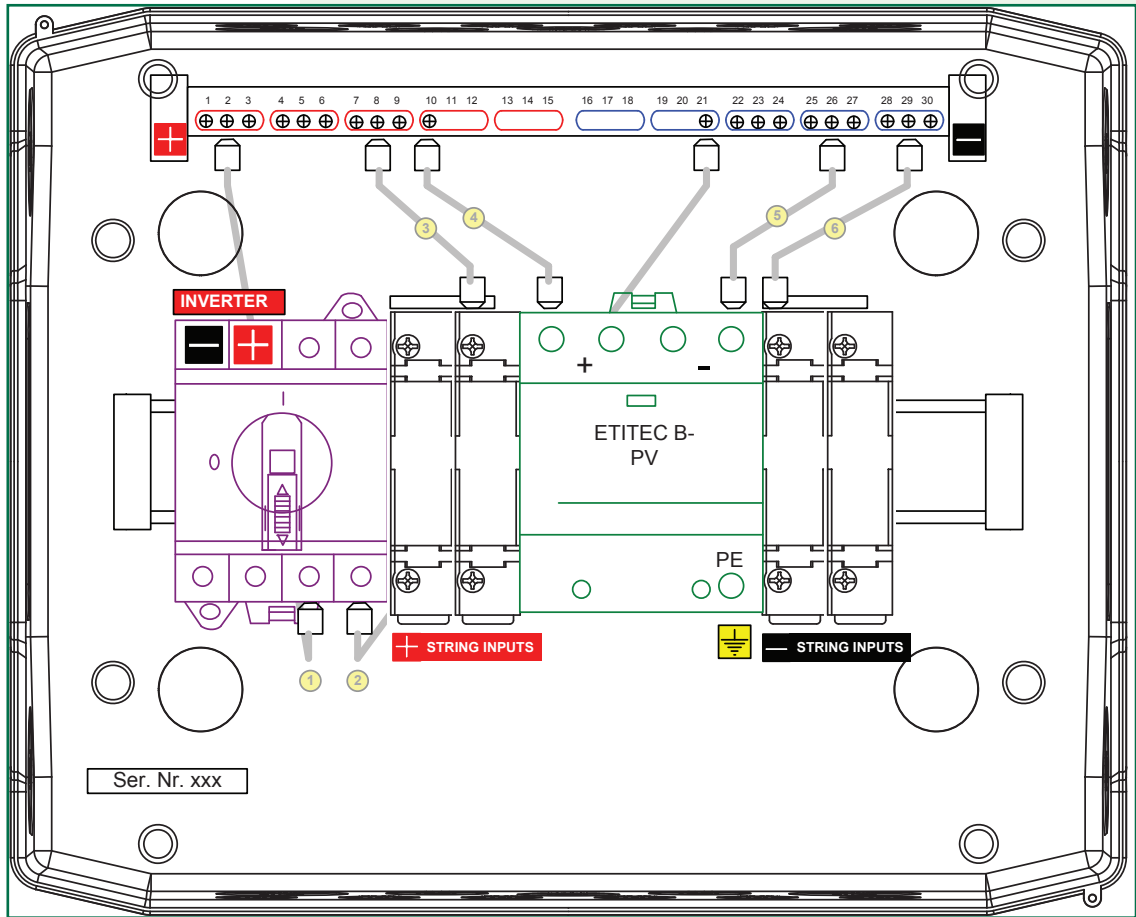 1 2 3 4 5 6 7 8 9 10 11 12 13 14 15 16 17 18 19 20 21 22 23 24 25 26 27 28 29 30
+ −
3 4 5 6
INVERTER
− +
I
O
+ -
ETITEC B-
PV
PE
+ STRING INPUTS
− STRING INPUTS
1 2
Ser. Nr. xxx